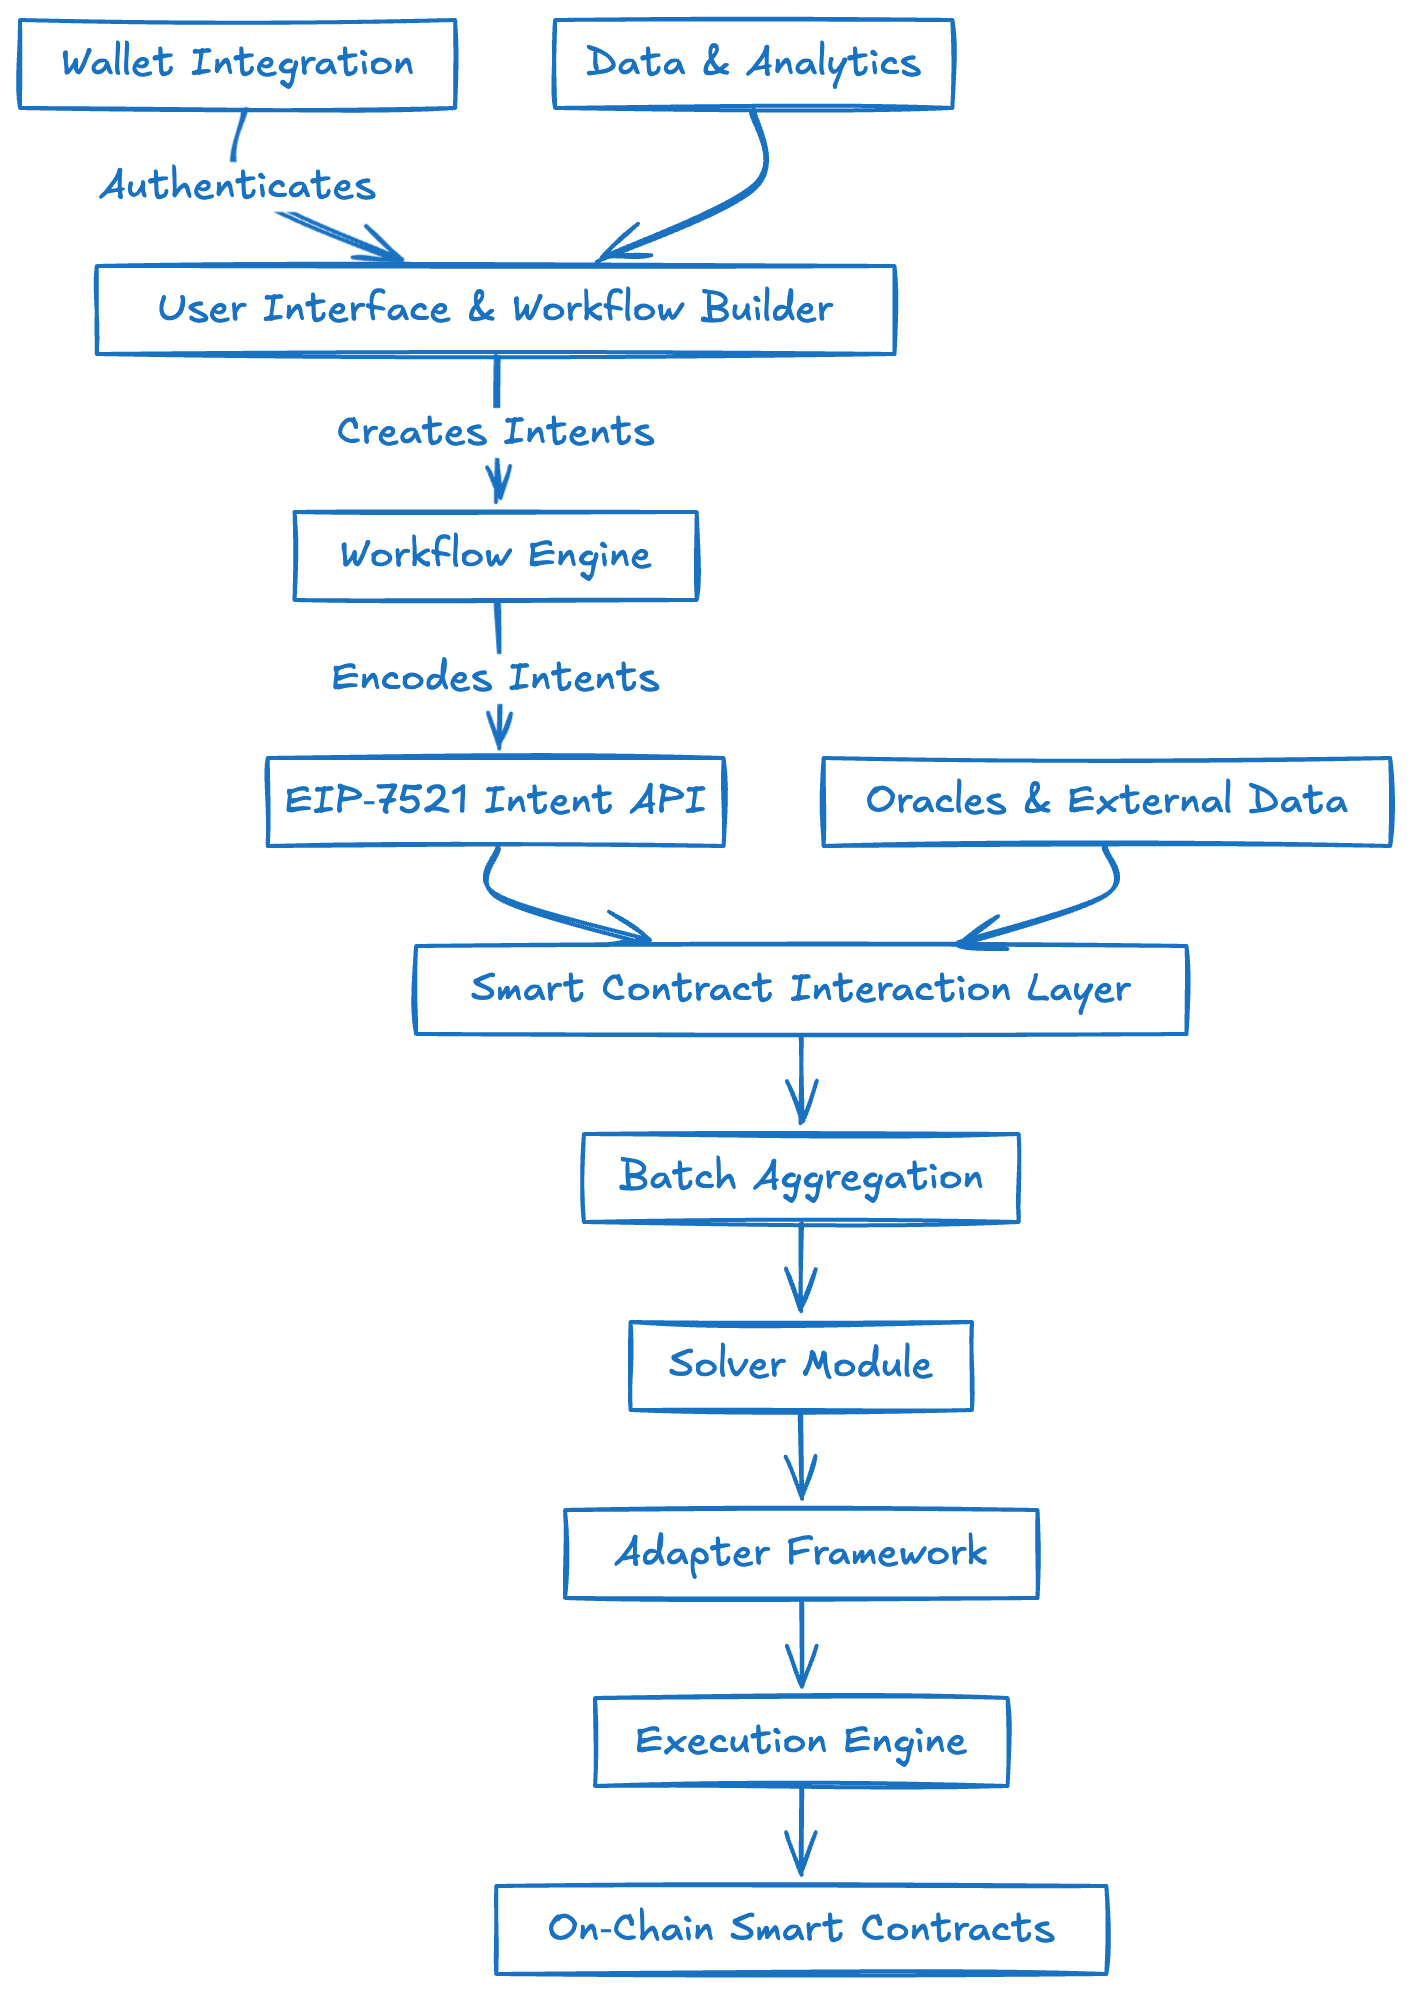 Wallet Integration
Data & Analytics
Authenticates
User Interface & Workflow Builder
Creates Intents
Workflow Engine
Encodes Intents
EIP-7521 Intent API
Oracles & External Data
Smart Contract Interaction Layer
Batch Aggregation
Solver Module
Adapter Framework
Execution Engine
On-Chain Smart Contracts